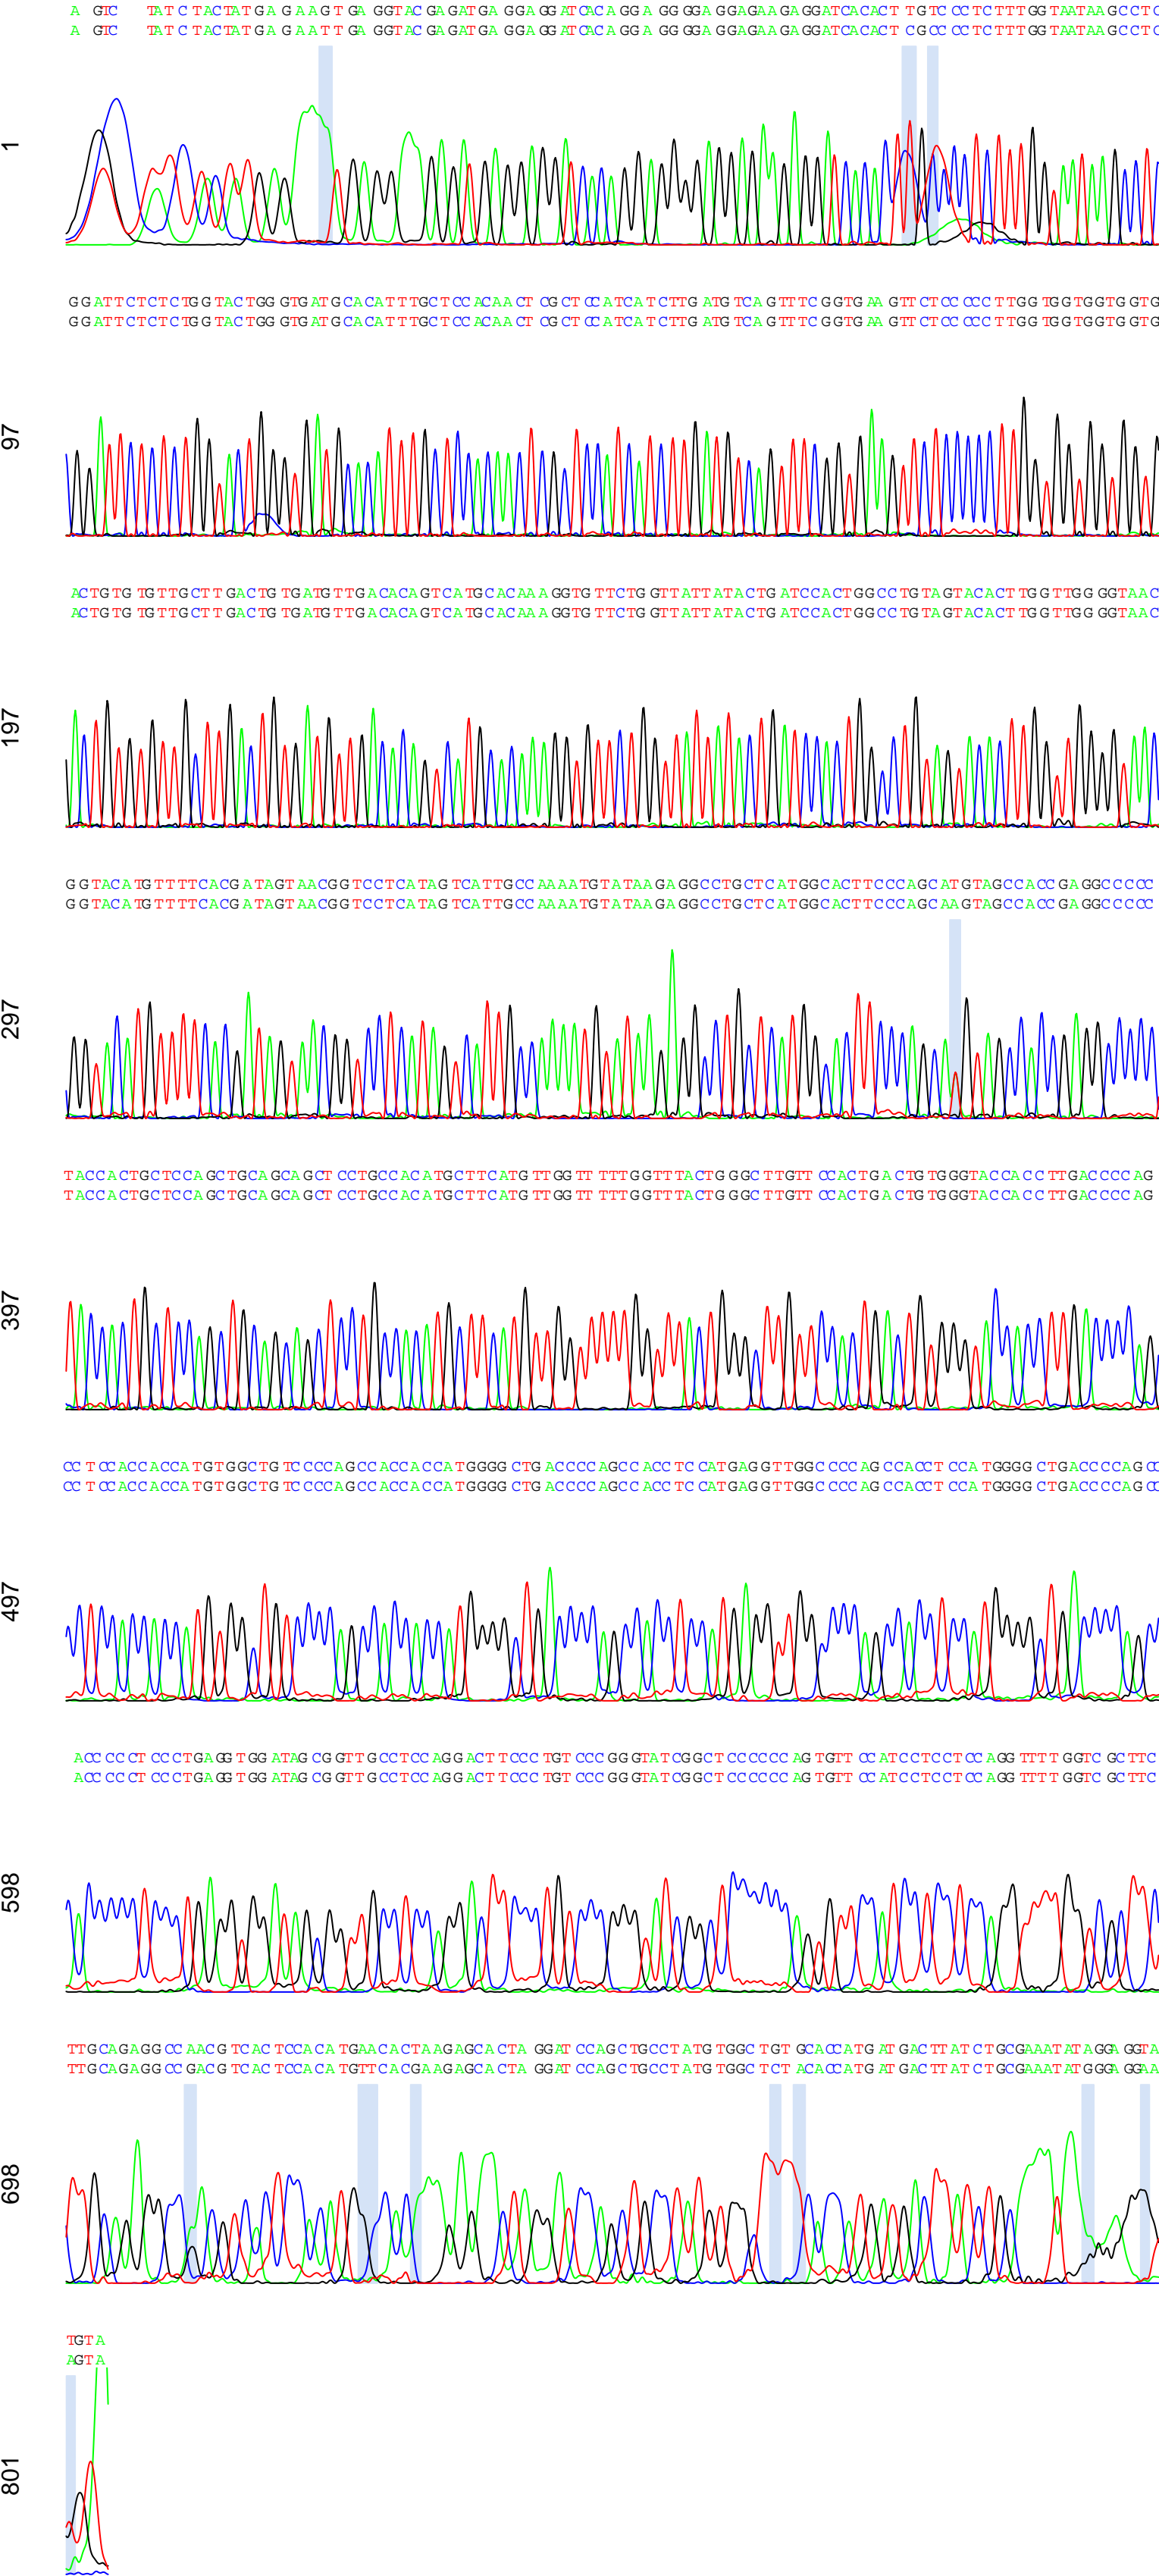 A GTC TATCTACTATGAGAAGTGAGGTACGAGATGAGGAGGATCACAGGAGGGGAGGAGAAGAGGATCACACTTGTCCCTCTTTGGTAATAAGCCTC
A GTC TATCTACTATGAGAATTGAGGTACGAGATGAGGAGGATCACAGGAGGGGAGGAGAAGAGGATCACACTCGCCCCTCTTTGGTAATAAGCCTC
1
GGATTCTCTCTGGTACTGGGTGATGCACATTTGCTCCACAACTCGCTCCATCATCTTGATGTCAGTTTCGGTGAAGTTCTCCCCCTTGGTGGTGGTGGTG
GGATTCTCTCTGGTACTGGGTGATGCACATTTGCTCCACAACTCGCTCCATCATCTTGATGTCAGTTTCGGTGAAGTTCTCCCCCTTGGTGGTGGTGGTG
97
ACTGTGTGTTGCTTGACTGTGATGTTGACACAGTCATGCACAAAGGTGTTCTGGTTATTATACTGATCCACTGGCCTGTAGTACACTTGGTTGGGGTAAC
ACTGTGTGTTGCTTGACTGTGATGTTGACACAGTCATGCACAAAGGTGTTCTGGTTATTATACTGATCCACTGGCCTGTAGTACACTTGGTTGGGGTAAC
197
GGTACATGTTTTCACGATAGTAACGGTCCTCATAGTCATTGCCAAAATGTATAAGAGGCCTGCTCATGGCACTTCCCAGCATGTAGCCACCGAGGCCCCC
GGTACATGTTTTCACGATAGTAACGGTCCTCATAGTCATTGCCAAAATGTATAAGAGGCCTGCTCATGGCACTTCCCAGCAAGTAGCCACCGAGGCCCCC
297
TACCACTGCTCCAGCTGCAGCAGCTCCTGCCACATGCTTCATGTTGGTTTTTGGTTTACTGGGCTTGTTCCACTGACTGTGGGTACCACCTTGACCCCAG
TACCACTGCTCCAGCTGCAGCAGCTCCTGCCACATGCTTCATGTTGGTTTTTGGTTTACTGGGCTTGTTCCACTGACTGTGGGTACCACCTTGACCCCAG
397
CCTCCACCACCATGTGGCTGTCCCCAGCCACCACCATGGGGCTGACCCCAGCCACCTCCATGAGGTTGGCCCCAGCCACCTCCATGGGGCTGACCCCAGCC
CCTCCACCACCATGTGGCTGTCCCCAGCCACCACCATGGGGCTGACCCCAGCCACCTCCATGAGGTTGGCCCCAGCCACCTCCATGGGGCTGACCCCAGCC
497
ACCCCCTCCCTGAGGTGGATAGCGGTTGCCTCCAGGACTTCCCTGTCCCGGGTATCGGCTCCCCCCAGTGTTCCATCCTCCTCCAGGTTTTGGTCGCTTC
ACCCCCTCCCTGAGGTGGATAGCGGTTGCCTCCAGGACTTCCCTGTCCCGGGTATCGGCTCCCCCCAGTGTTCCATCCTCCTCCAGGTTTTGGTCGCTTC
598
TTGCAGAGGCCAACGTCACTCCACATGAACACTAAGAGCACTAGGATCCAGCTGCCTATGTGGCTGTGCACCATGATGACTTATCTGCGAAATATAGGAGGTA
TTGCAGAGGCCGACGTCACTCCACATGTTCACGAAGAGCACTAGGATCCAGCTGCCTATGTGGCTCTACACCATGATGACTTATCTGCGAAATATGGGAGGAA
698
TGTA
AGTA
801